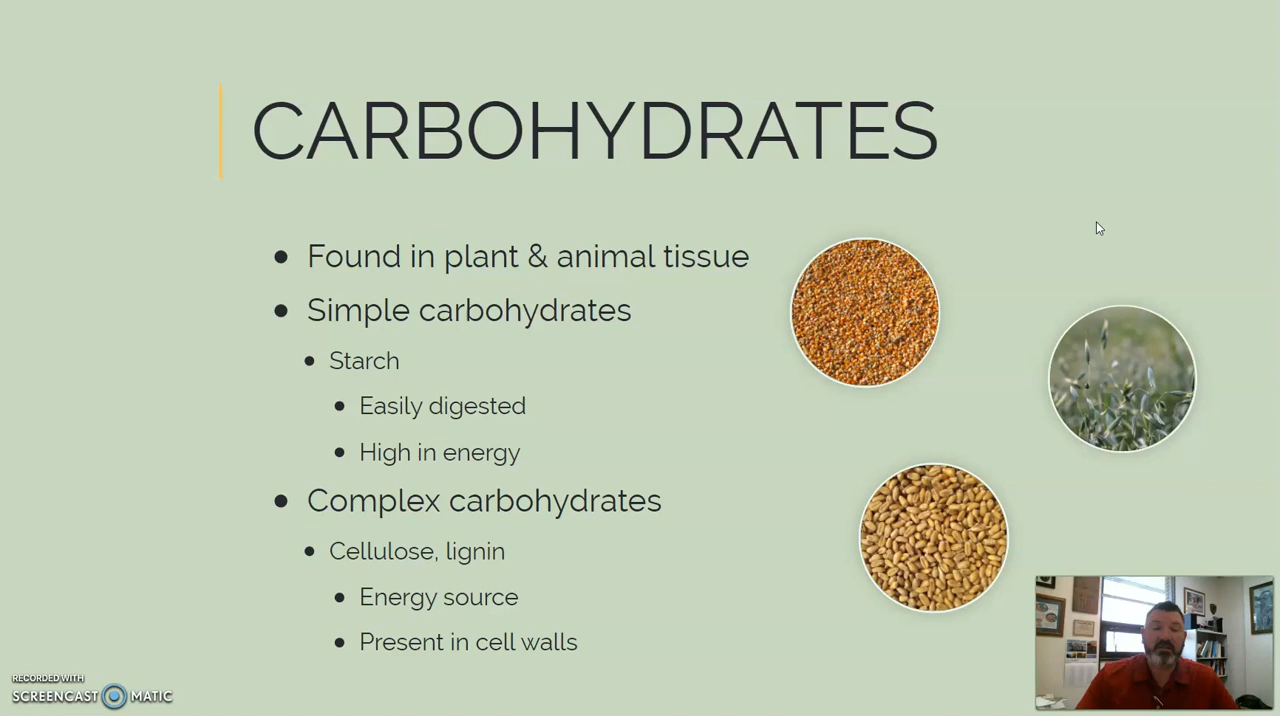 CARBOHYDRATES
Found in plant & animal tissue
Simple carbohydrates
Starch
Easily digested
High in energy
Complex carbohydrates
Cellulose, lignin
Energy source
Present in cell walls
RECORDED WITH
SCREENCAST MATIC